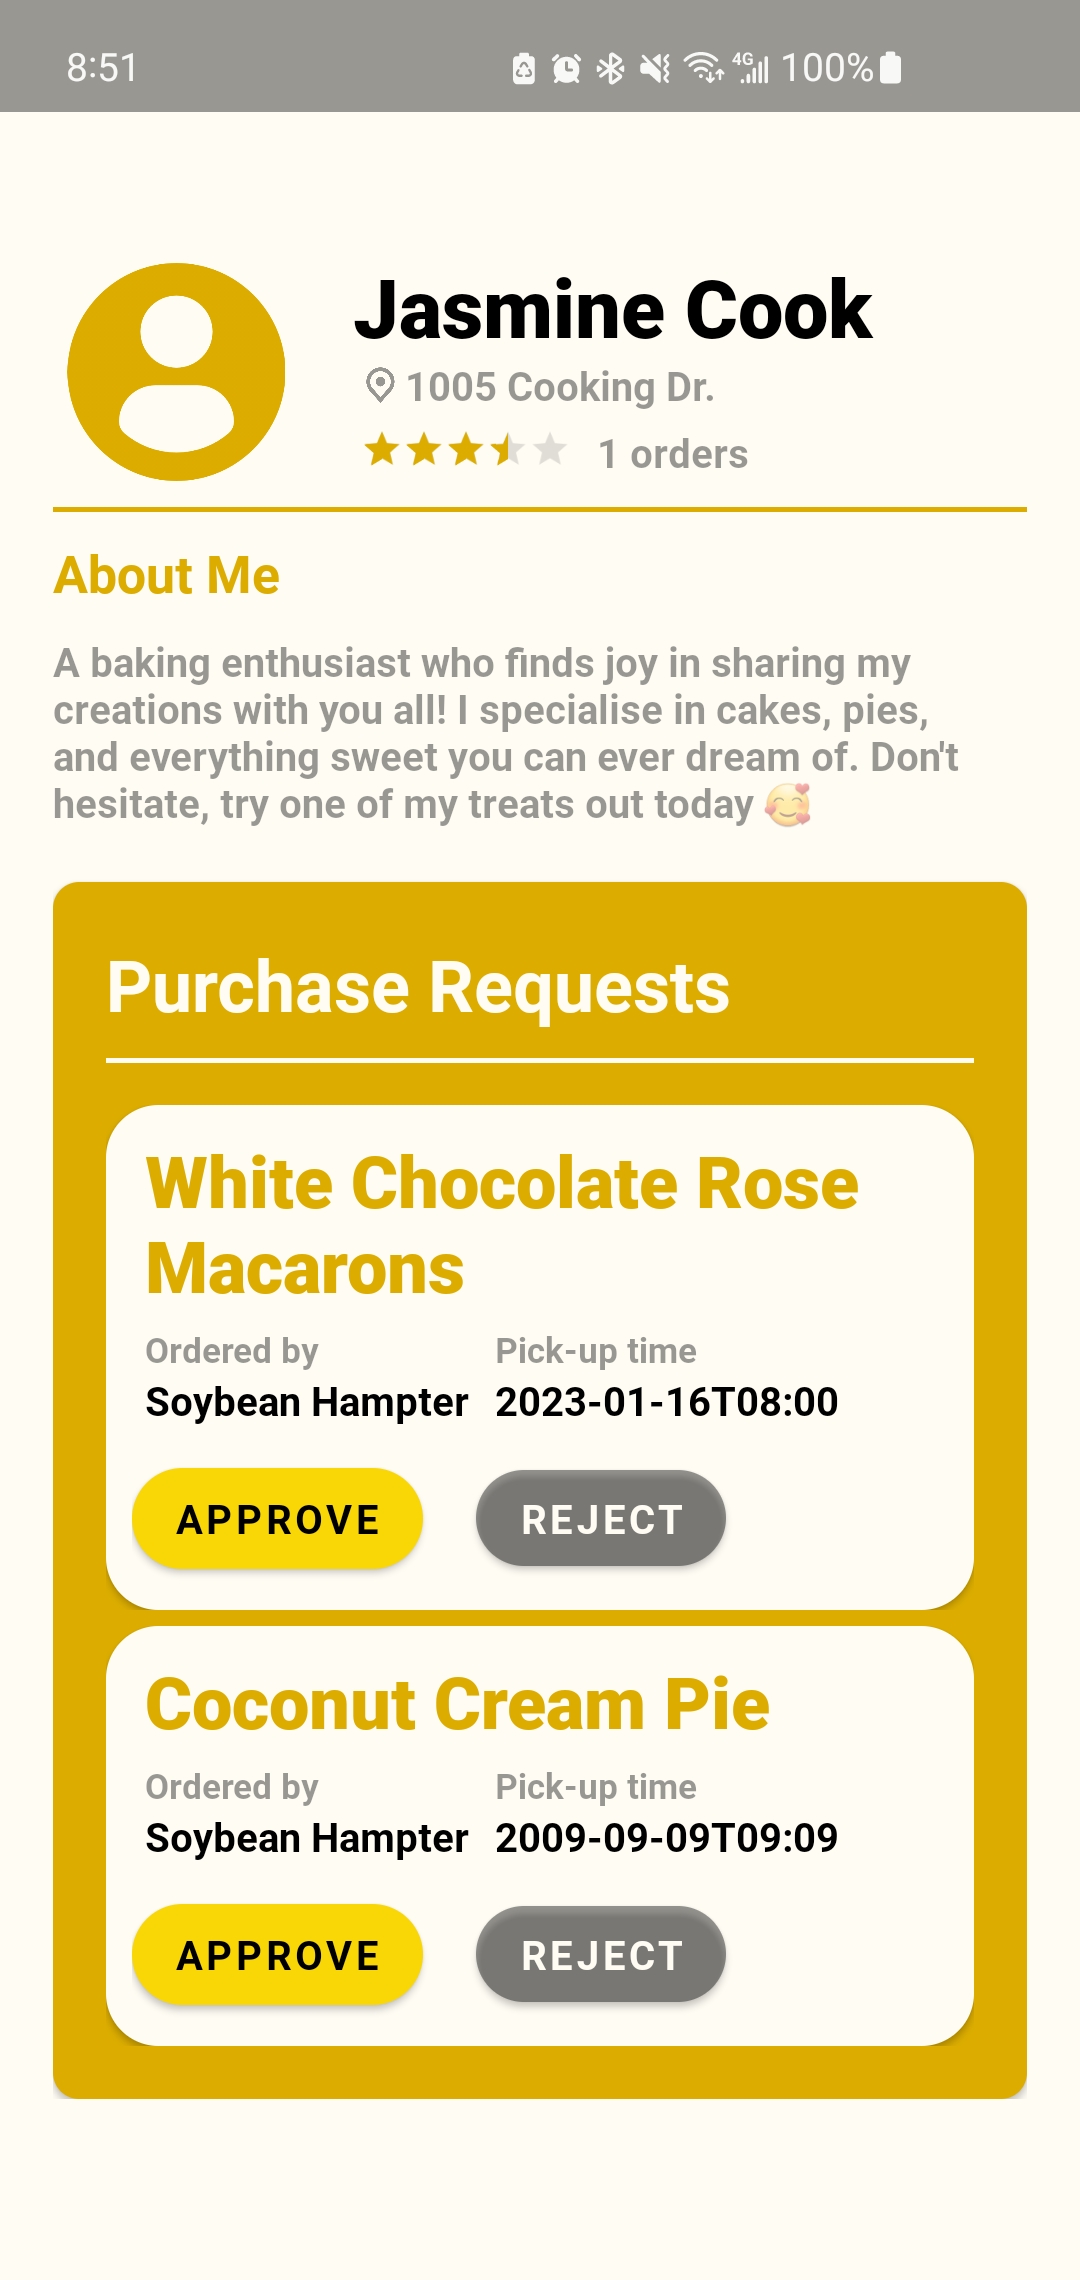 8:51
4G 100%
Jasmine Cook
1005 Cooking Dr.
1 orders
About Me
A baking enthusiast who finds joy in sharing my
creations with you all! I specialise in cakes, pies,
and everything sweet you can ever dream of. Don't
hesitate, try one of my treats out today 🥰
Purchase Requests
White Chocolate Rose
Macarons
Ordered by Pick-up time
Soybean Hampter 2023-01-16T08:00
APPROVE REJECT
Coconut Cream Pie
Ordered by Pick-up time
Soybean Hampter 2009-09-09T09:09
APPROVE REJECT